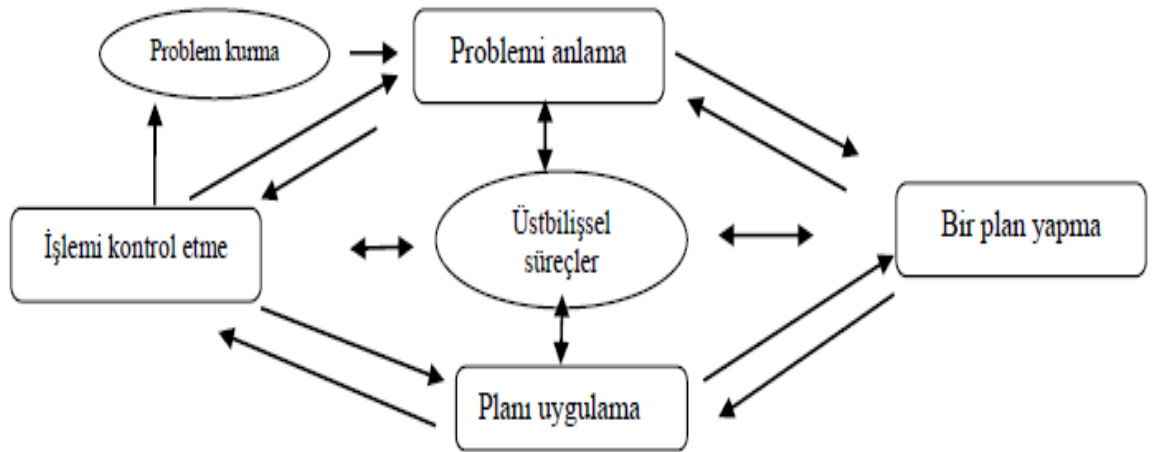 Problem kurma
Problemi anlama
İşlemi kontrol etme
Üstbilişsel
süreçler
Bir plan yapma
Planı uygulama